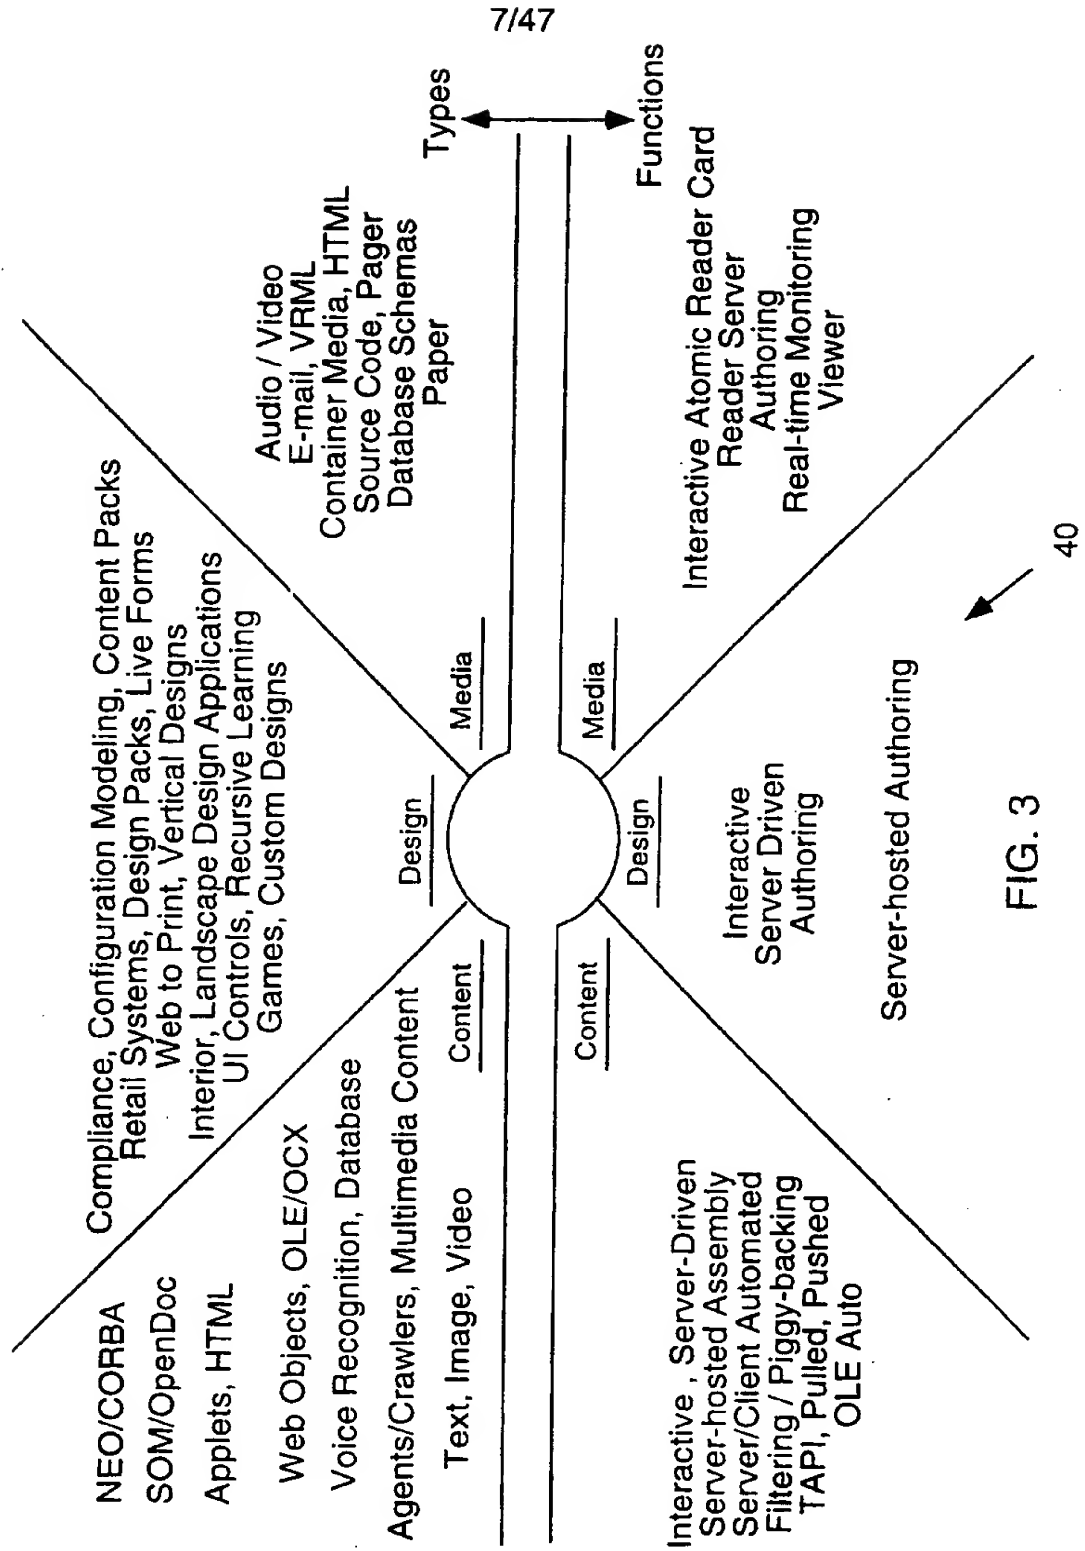 7/47
NEO/CORBA
SOM/OpenDoc
Applets, HTML
Web Objects, OLE/OCX
Voice Recognition, Database
Agents/Crawlers, Multimedia Content
Text, Image, Video
Content
Compliance, Configuration Modeling, Content Packs
Retail Systems, Design Packs, Live Forms
Web to Print, Vertical Designs
Interior, Landscape Design Applications
UI Controls, Recursive Learning
Games, Custom Designs
Design
Audio / Video
E-mail, VRML
Container Media, HTML
Source Code, Pager
Database Schemas
Paper
Media
Types
Functions
Content
Interactive , Server-Driven
Server-hosted Assembly
Server/Client Automated
Filtering / Piggy-backing
TAPI, Pulled, Pushed
OLE Auto
Design
Interactive
Server Driven
Authoring
Server-hosted Authoring
Media
Interactive Atomic Reader Card
Reader Server
Authoring
Real-time Monitoring
Viewer
40
FIG. 3